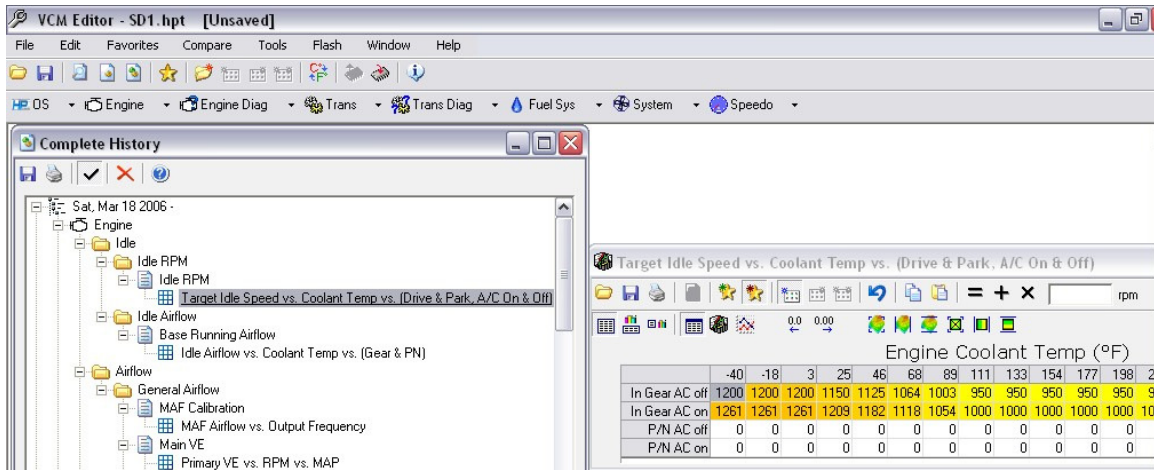 VCM Editor - SD1.hpt [Unsaved]
File Edit Favorites Compare Tools Flash Window Help
HP OS Engine Engine Diag Trans Trans Diag Fuel Sys System Speedo
Complete History
Sat, Mar 18 2006 -
Engine
Idle
Idle RPM
Idle RPM
Target Idle Speed vs. Coolant Temp vs. (Drive & Park, A/C On & Off)
Idle Airflow
Base Running Airflow
Idle Airflow vs. Coolant Temp vs. (Gear & PN)
Airflow
General Airflow
MAF Calibration
MAF Airflow vs. Output Frequency
Main VE
Primary VE vs. RPM vs. MAP
Target Idle Speed vs. Coolant Temp vs. (Drive & Park, A/C On & Off)
rpm
0.0 0.00
Engine Coolant Temp (°F)
-40 -18 3 25 46 68 89 111 133 154 177 198 2
In Gear AC off 1200 1200 1200 1150 1125 1064 1003 950 950 950 950 950 9
In Gear AC on 1261 1261 1261 1209 1182 1118 1054 1000 1000 1000 1000 1000 10
P/N AC off 0 0 0 0 0 0 0 0 0 0 0 0
P/N AC on 0 0 0 0 0 0 0 0 0 0 0 0